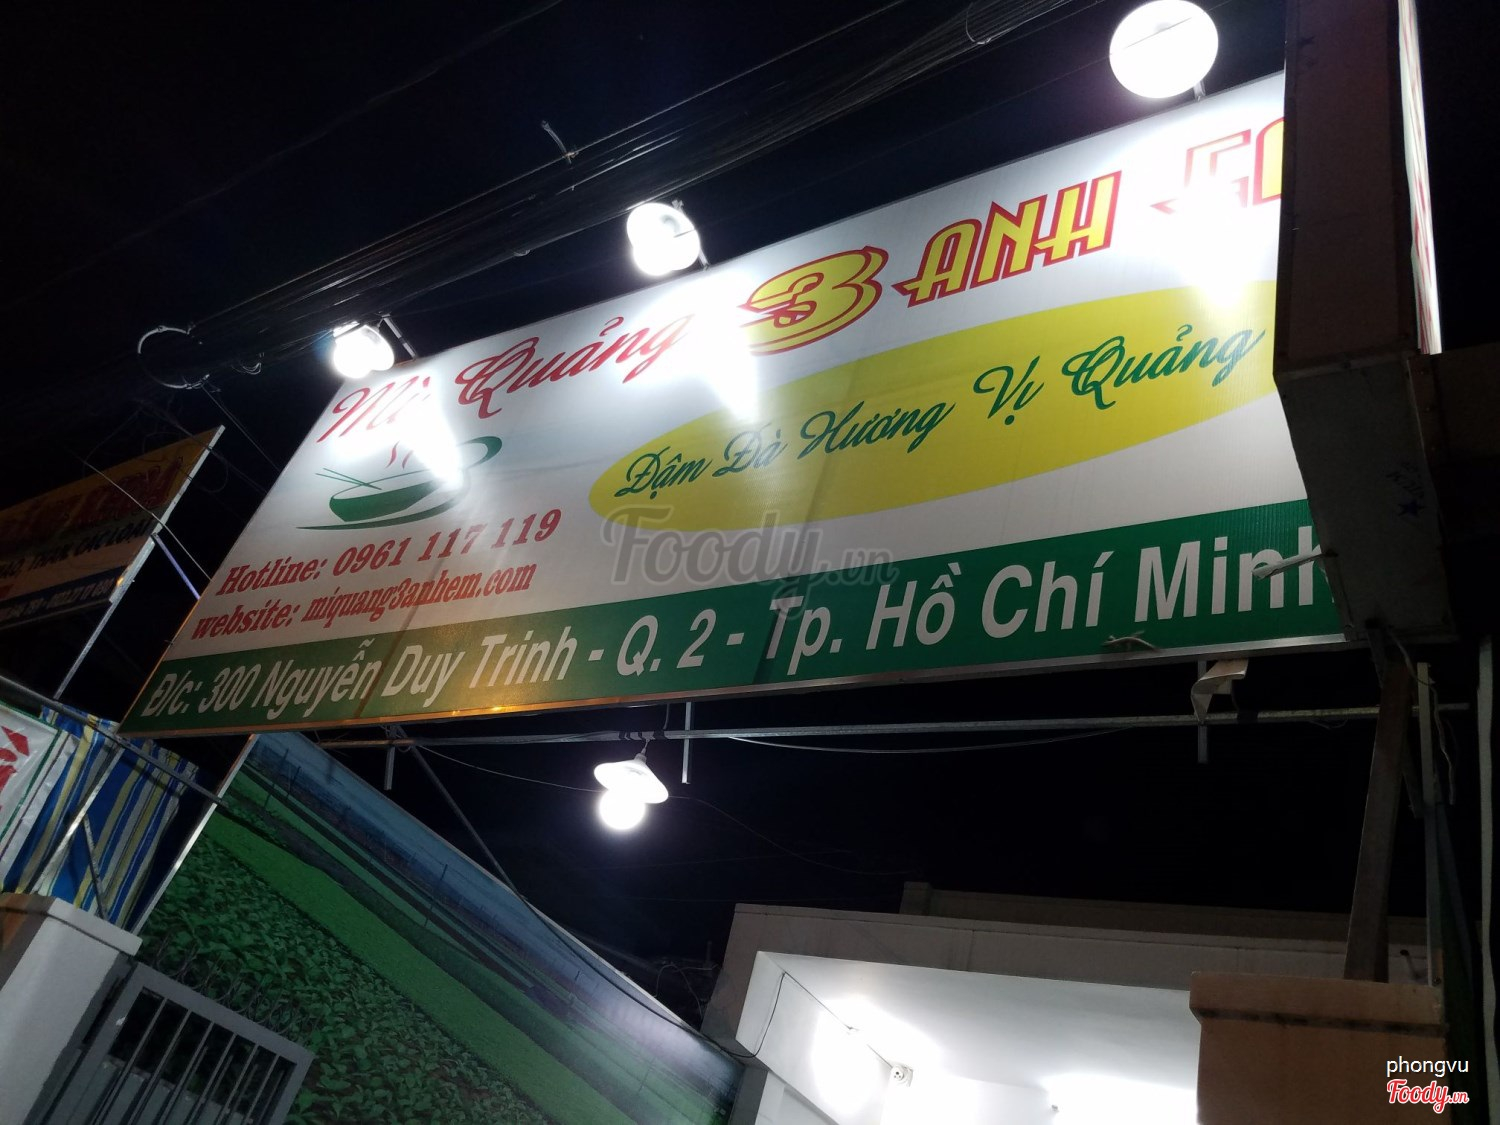 Mì Quảng 3 ANH
Đậm Đà Hương Vị Quảng
Hotline: 0961 117 119
website: miquang3anhem.com
Đ/c: 300 Nguyễn Duy Trinh - Q. 2 - Tp. Hồ Chí Minh
Foody.vn
phongvu
Foody.vn